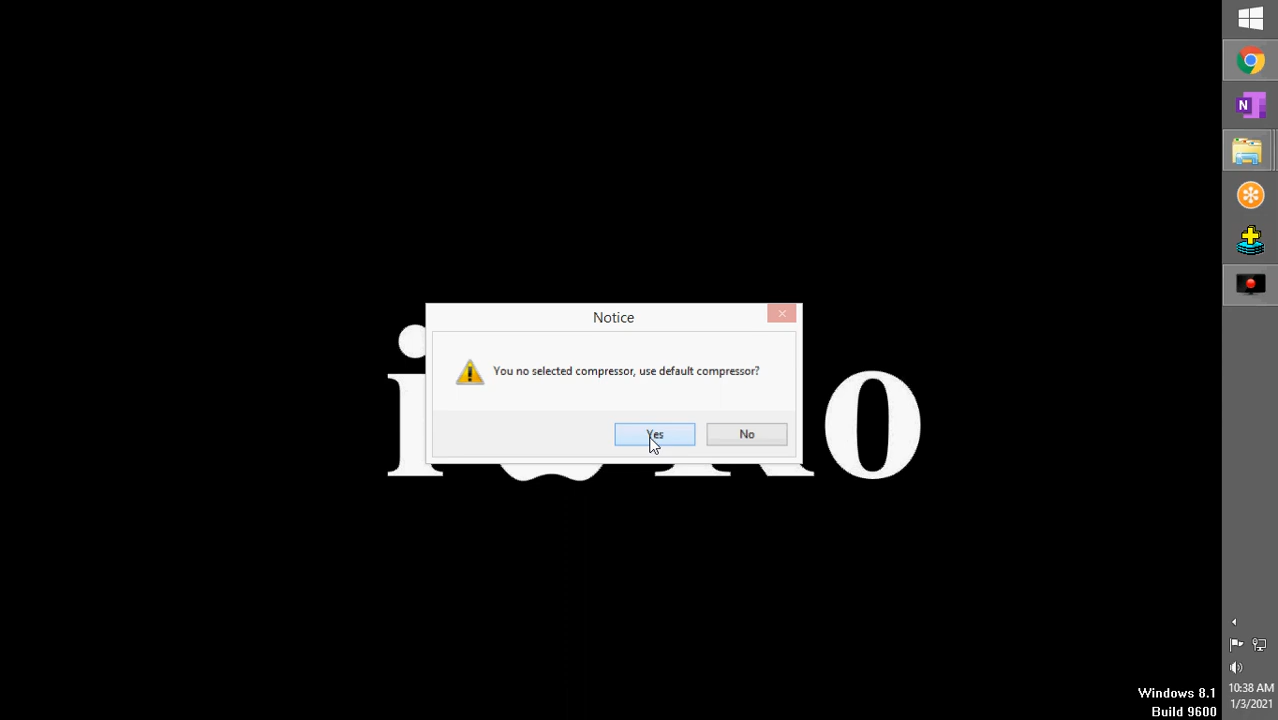 N
Notice
You no selected compressor, use default compressor?
Yes
No
10:38 AM
Windows 8.1
1/3/2021
Build 9600